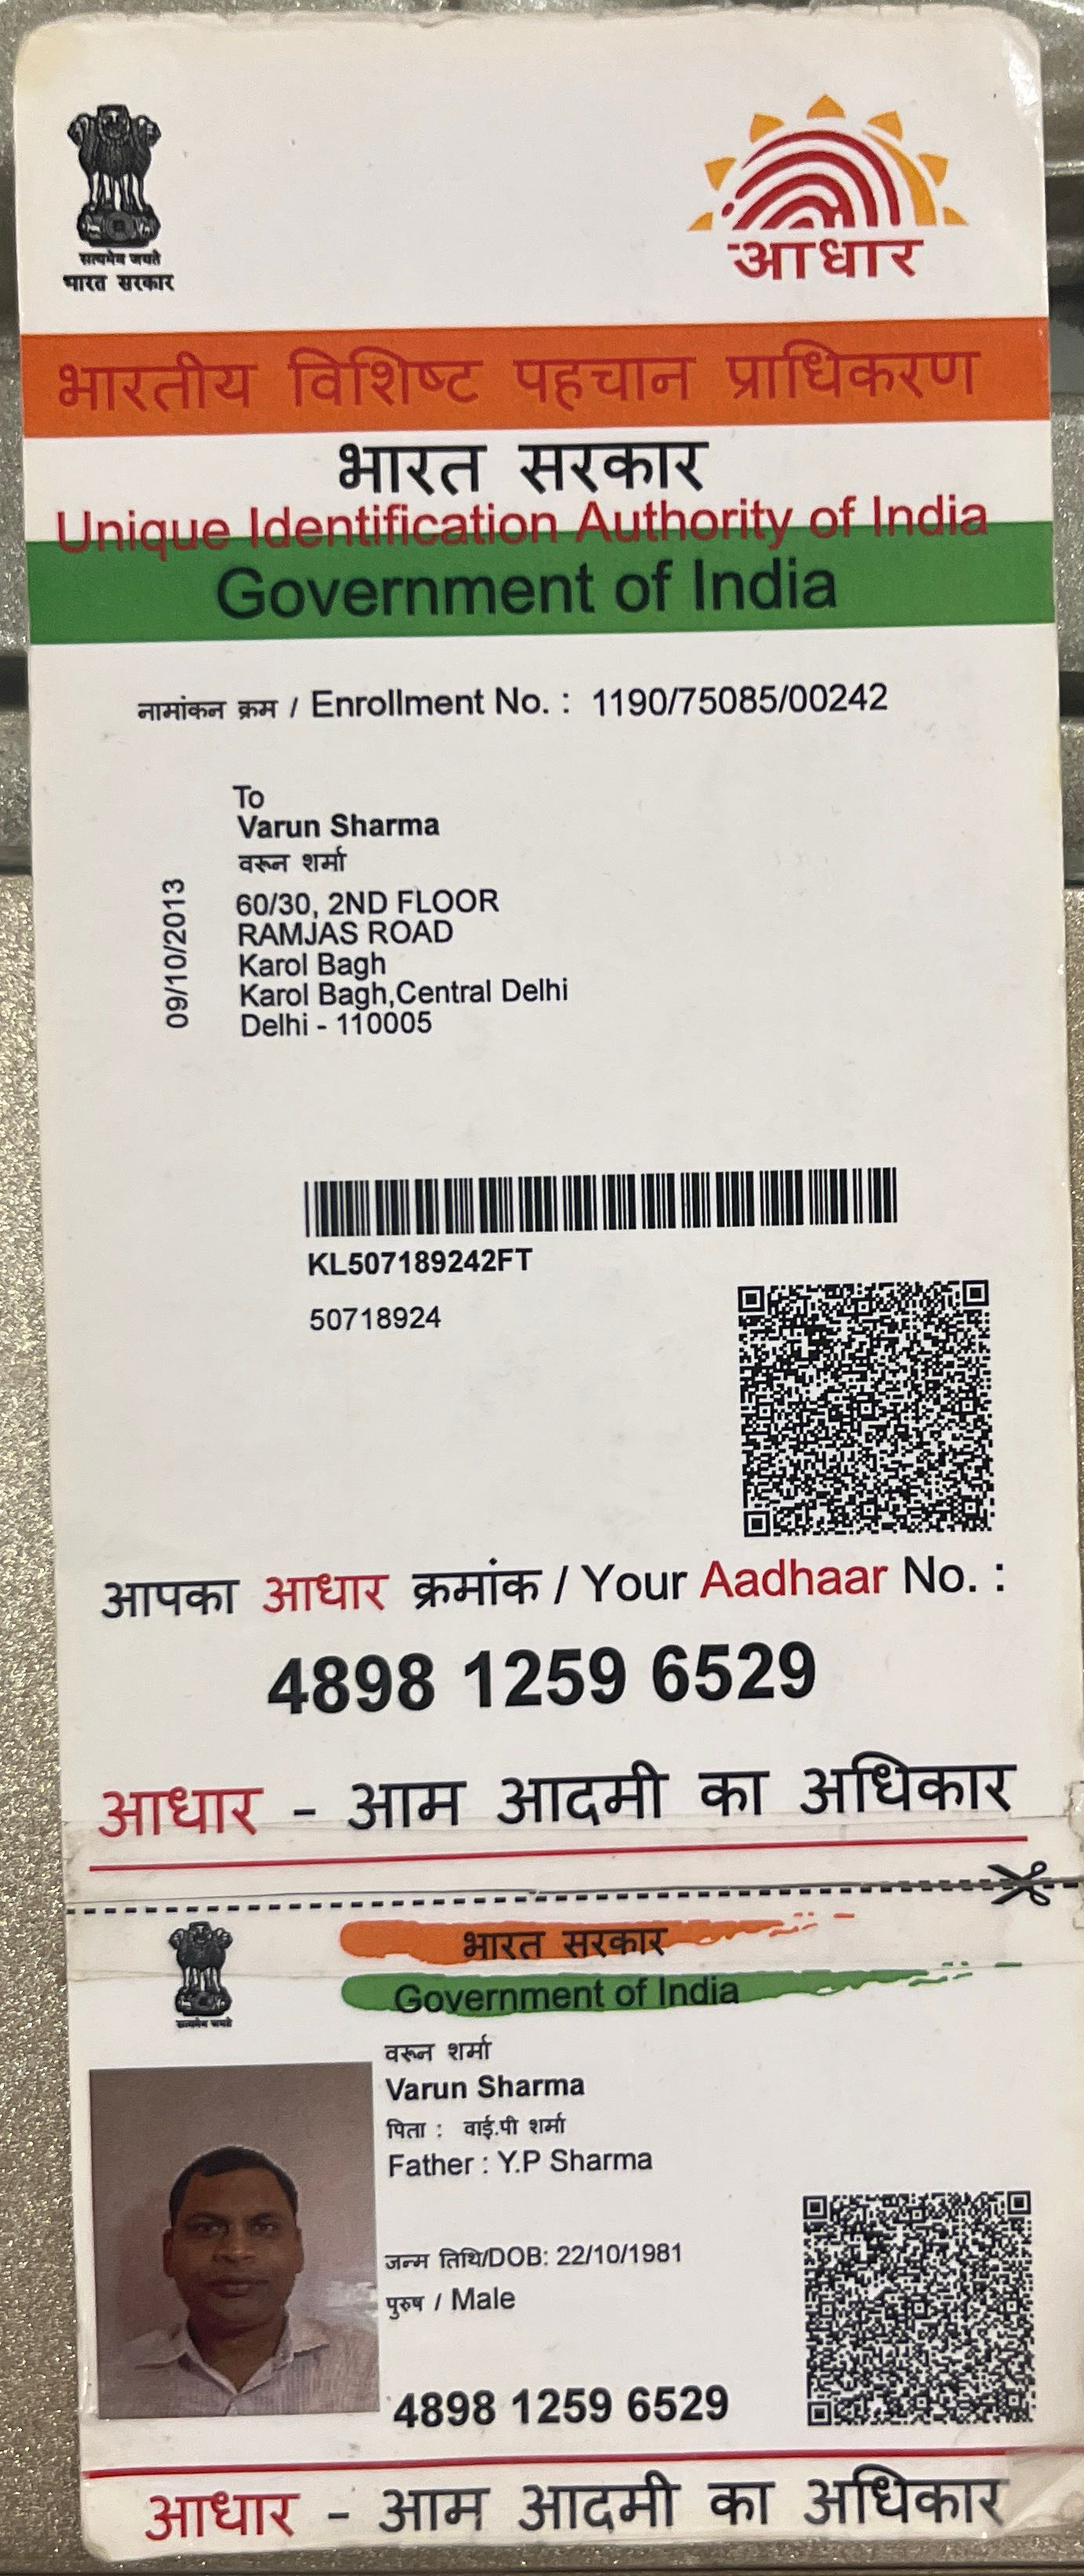 सत्यमेव जयते
भारत सरकार
आधार
भारतीय विशिष्ट पहचान प्राधिकरण
भारत सरकार
Unique Identification Authority of India
Government of India
नामांकन क्रम / Enrollment No. : 1190/75085/00242
To
Varun Sharma
वरून शर्मा
60/30, 2ND FLOOR
RAMJAS ROAD
Karol Bagh
Karol Bagh,Central Delhi
Delhi - 110005
09/10/2013
KL507189242FT
50718924
आपका आधार क्रमांक / Your Aadhaar No. :
4898 1259 6529
आधार - आम आदमी का अधिकार
सत्यमेव जयते
भारत सरकार
Government of India
वरून शर्मा
Varun Sharma
पिता : वाई.पी शर्मा
Father : Y.P Sharma
जन्म तिथि/DOB: 22/10/1981
पुरुष / Male
4898 1259 6529
आधार - आम आदमी का अधिकार